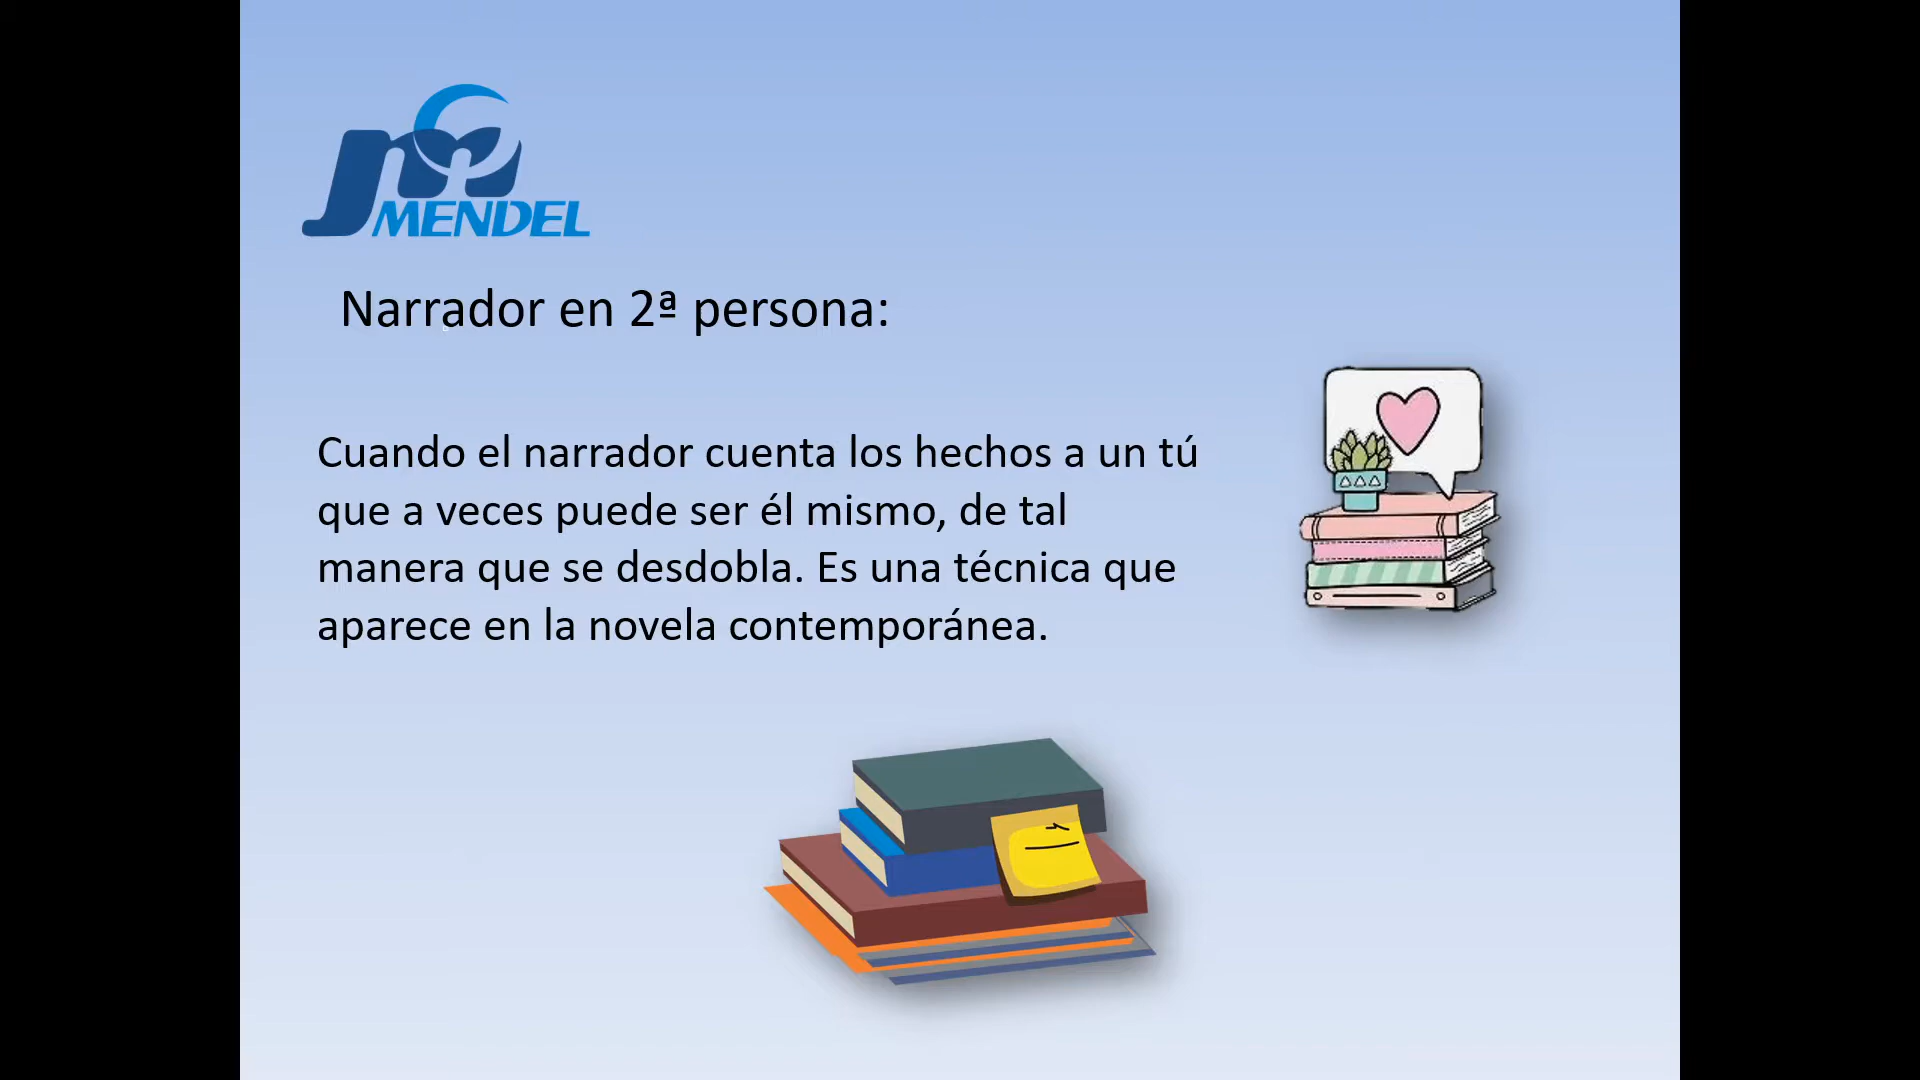 JM
MENDEL
Narrador en 2ª persona:
Cuando el narrador cuenta los hechos a un tú
que a veces puede ser él mismo, de tal
manera que se desdobla. Es una técnica que
aparece en la novela contemporánea.